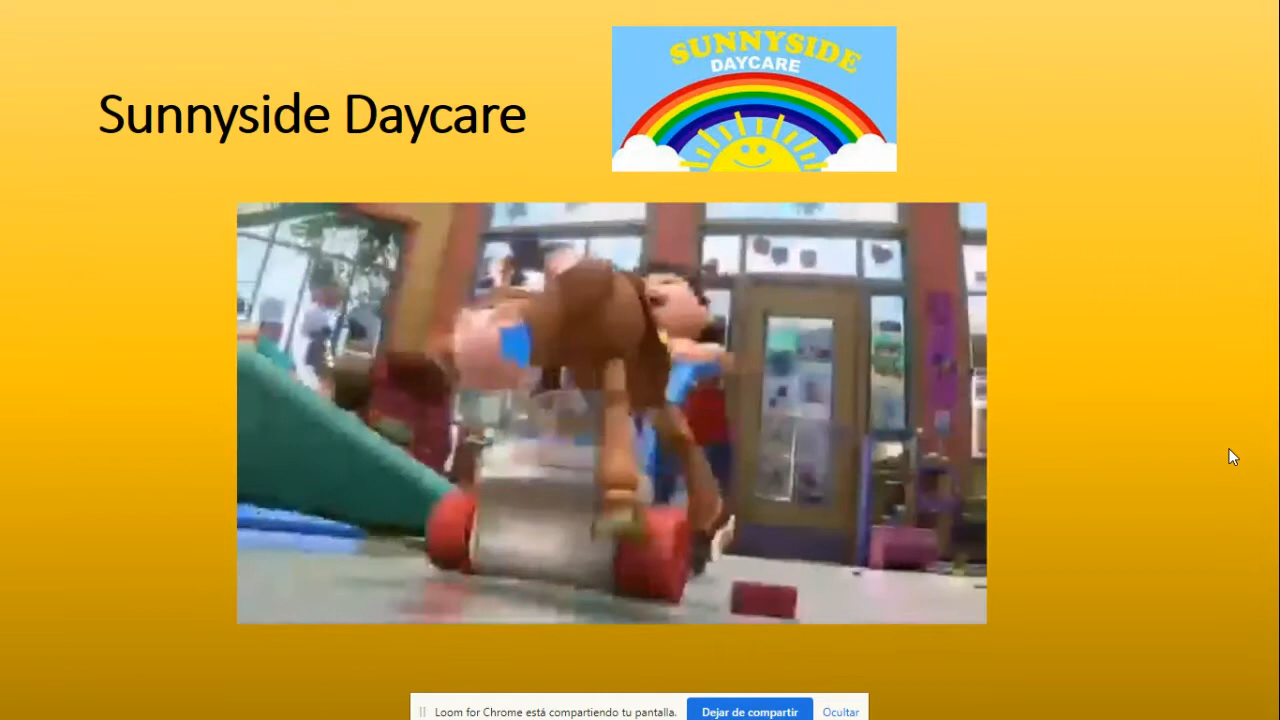 SUNNYSIDE
DAYCARE
Sunnyside Daycare
Loom for Chrome está compartiendo tu pantalla.
Dejar de compartir
Ocultar